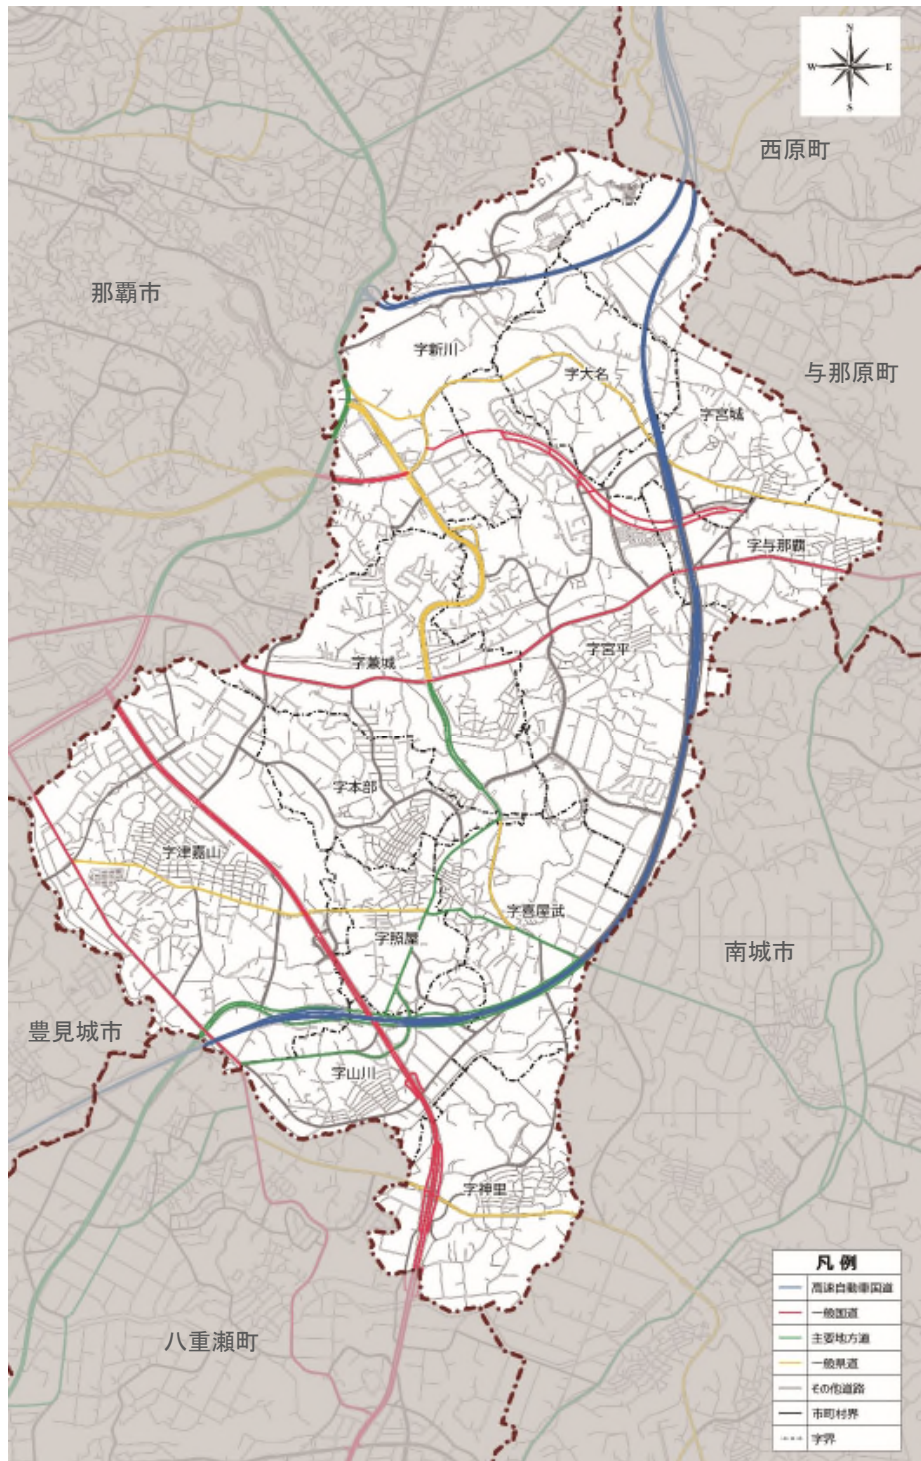 N
W E
S
西原町
那覇市
字新川
字大名
与那原町
字宮城
字与那覇
字宮平
字兼城
字本部
字津嘉山
字喜屋武
字照屋
南城市
豊見城市
字山川
字神里
八重瀬町
凡例
高速自動車国道
一般国道
主要地方道
一般県道
その他道路
市町村界
字界